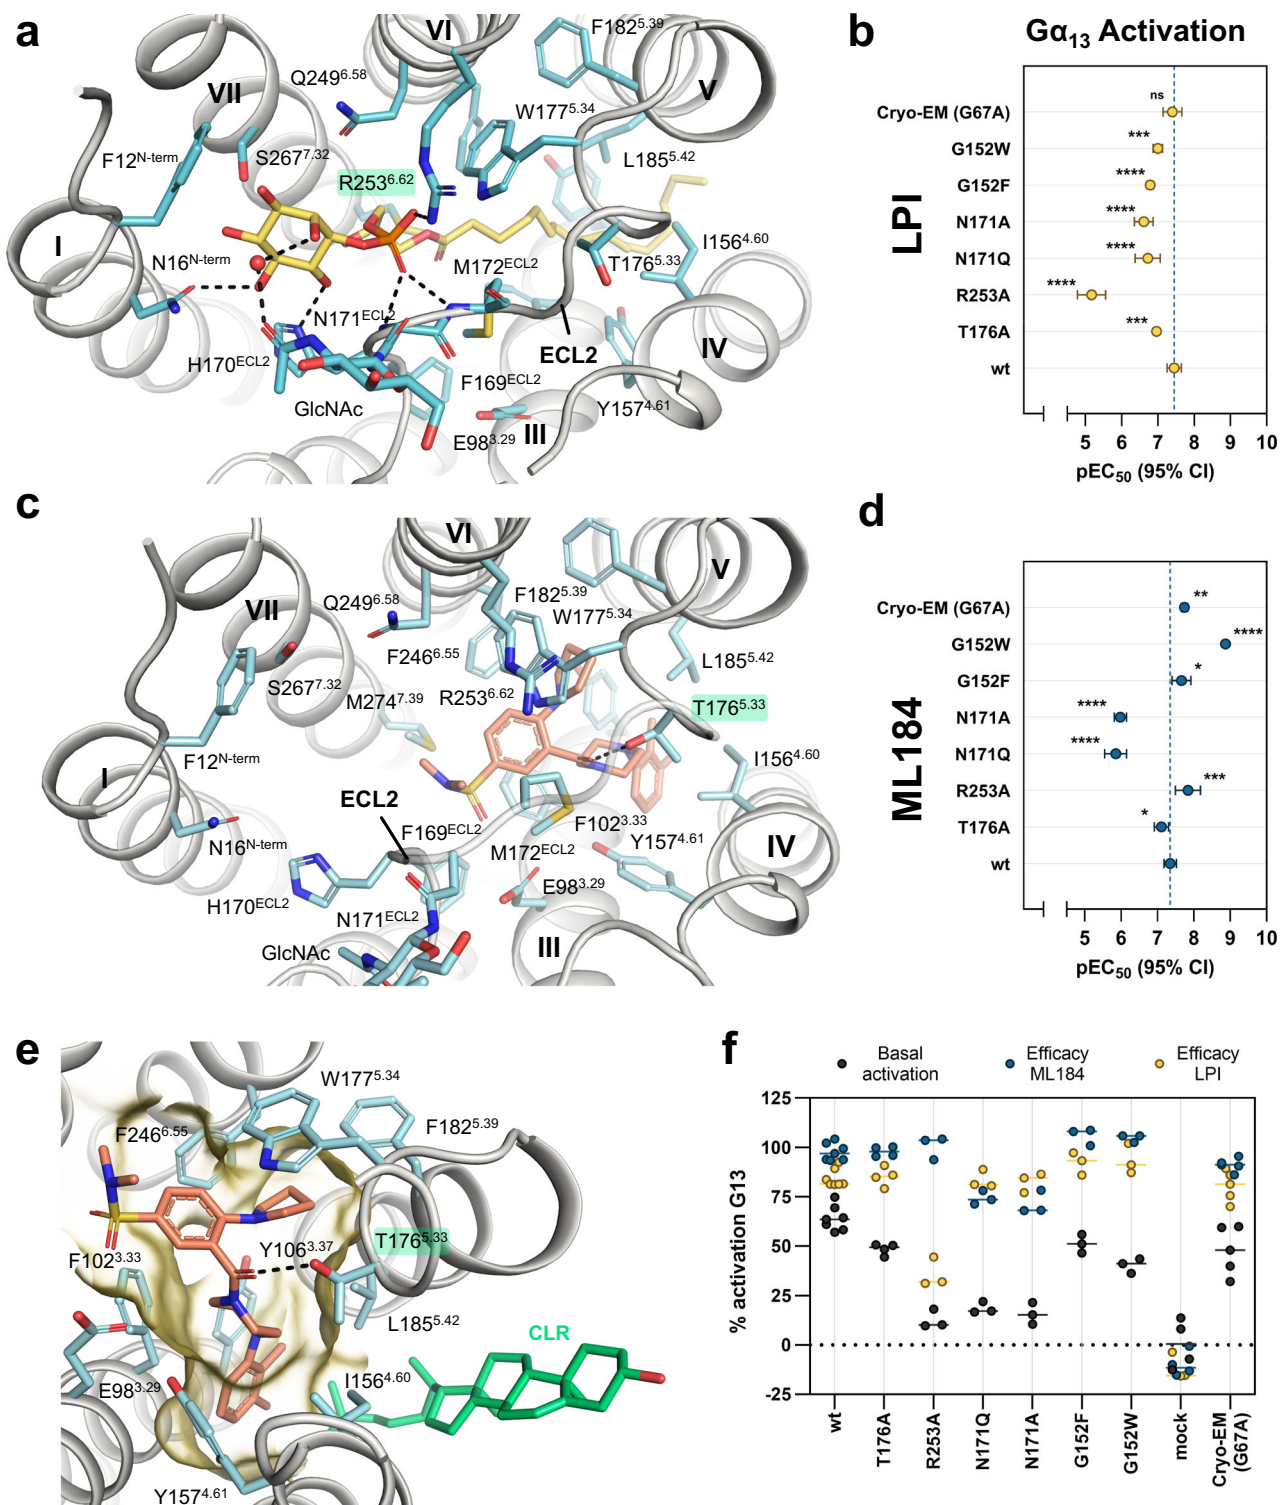 a
VI
F182^5.39
Q249^6.58
VII
V
W177^5.34
F12^N-term
S267^7.32
L185^5.42
R253^6.62
I
I156^4.60
N16^N-term
M172^ECL2
T176^5.33
N171^ECL2
ECL2
IV
H170^ECL2
F169^ECL2
GlcNAc
Y157^4.61
E98^3.29
III
b
Gα13 Activation
LPI
Cryo-EM (G67A)
ns
G152W
***
G152F
****
N171A
****
N171Q
****
R253A
****
T176A
***
wt
5 6 7 8 9 10
pEC50 (95% CI)
c
VI
V
Q249^6.58
F182^5.39
VII
W177^5.34
F246^6.55
L185^5.42
S267^7.32
R253^6.62
M274^7.39
T176^5.33
F12^N-term
I
I156^4.60
ECL2
F102^3.33
N16^N-term
F169^ECL2
Y157^4.61
M172^ECL2
IV
H170^ECL2
E98^3.29
N171^ECL2
GlcNAc
III
d
ML184
Cryo-EM (G67A)
**
G152W
****
G152F
*
N171A
****
N171Q
****
R253A
***
T176A
*
wt
5 6 7 8 9 10
pEC50 (95% CI)
e
W177^5.34
F246^6.55
F182^5.39
T176^5.33
Y106^3.37
F102^3.33
L185^5.42
CLR
E98^3.29
I156^4.60
Y157^4.61
f
Basal activation
Efficacy ML184
Efficacy LPI
% activation G13
125
100
75
50
25
0
-25
wt
T176A
R253A
N171Q
N171A
G152F
G152W
mock
Cryo-EM (G67A)